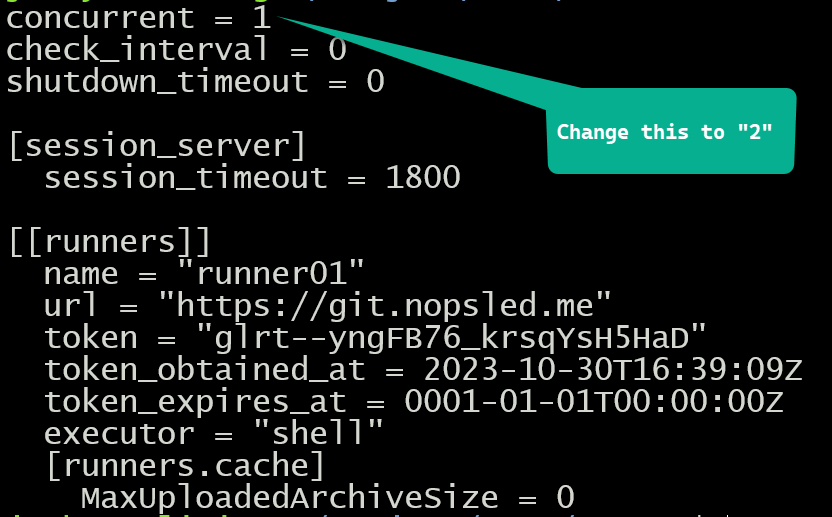 concurrent = 1
check_interval = 0
shutdown_timeout = 0
Change this to "2"
[session_server]
  session_timeout = 1800
[[runners]]
  name = "runner01"
  url = "https://git.nopsled.me"
  token = "glrt--yngFB76_krsqYsH5HaD"
  token_obtained_at = 2023-10-30T16:39:09Z
  token_expires_at = 0001-01-01T00:00:00Z
  executor = "shell"
  [runners.cache]
    MaxUploadedArchiveSize = 0